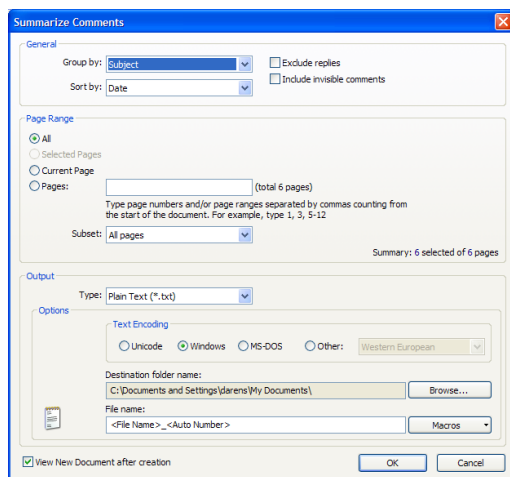 Summarize Comments
General
Group by: Subject
Exclude replies
Include invisible comments
Sort by: Date
Page Range
All
Selected Pages
Current Page
Pages: (total 6 pages)
Type page numbers and/or page ranges separated by commas counting from
the start of the document. For example, type 1, 3, 5-12
Subset: All pages
Summary: 6 selected of 6 pages
Output
Type: Plain Text (*.txt)
Options
Text Encoding
Unicode Windows MS-DOS Other: Western European
Destination folder name:
C:\Documents and Settings\darens\My Documents\ Browse...
File name:
<File Name>_<Auto Number> Macros
View New Document after creation OK Cancel